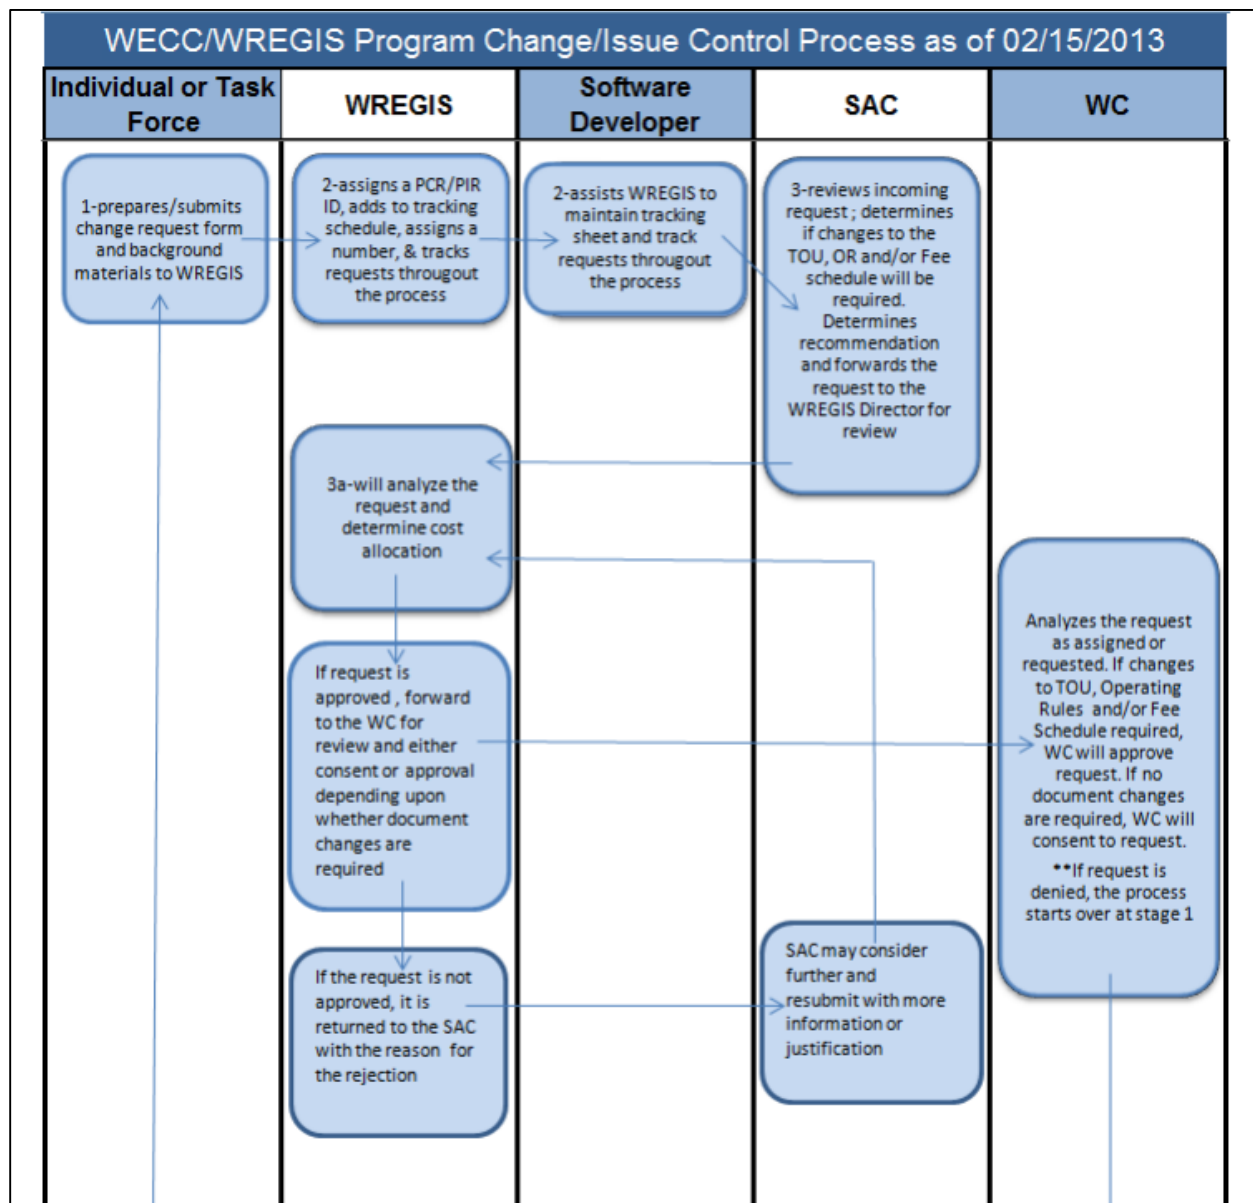 WECC/WREGIS Program Change/Issue Control Process as of 02/15/2013
Individual or Task
Force
WREGIS
Software
Developer
SAC
WC
1-prepares/submits
change request form
and background
materials to WREGIS
2-assigns a PCR/PIR
ID, adds to tracking
schedule, assigns a
number, & tracks
requests througout
the process
2-assists WREGIS to
maintain tracking
sheet and track
requests througout
the process
3-reviews incoming
request ; determines
if changes to the
TOU, OR and/or Fee
schedule will be
required.
Determines
recommendation
and forwards the
request to the
WREGIS Director for
review
3a-will analyze the
request and
determine cost
allocation
If request is
approved , forward
to the WC for
review and either
consent or approval
depending upon
whether document
changes are
required
Analyzes the request
as assigned or
requested. If changes
to TOU, Operating
Rules and/or Fee
Schedule required,
WC will approve
request. If no
document changes
are required, WC will
consent to request.
**If request is
denied, the process
starts over at stage 1
If the request is not
approved, it is
returned to the SAC
with the reason for
the rejection
SAC may consider
further and
resubmit with more
information or
justification